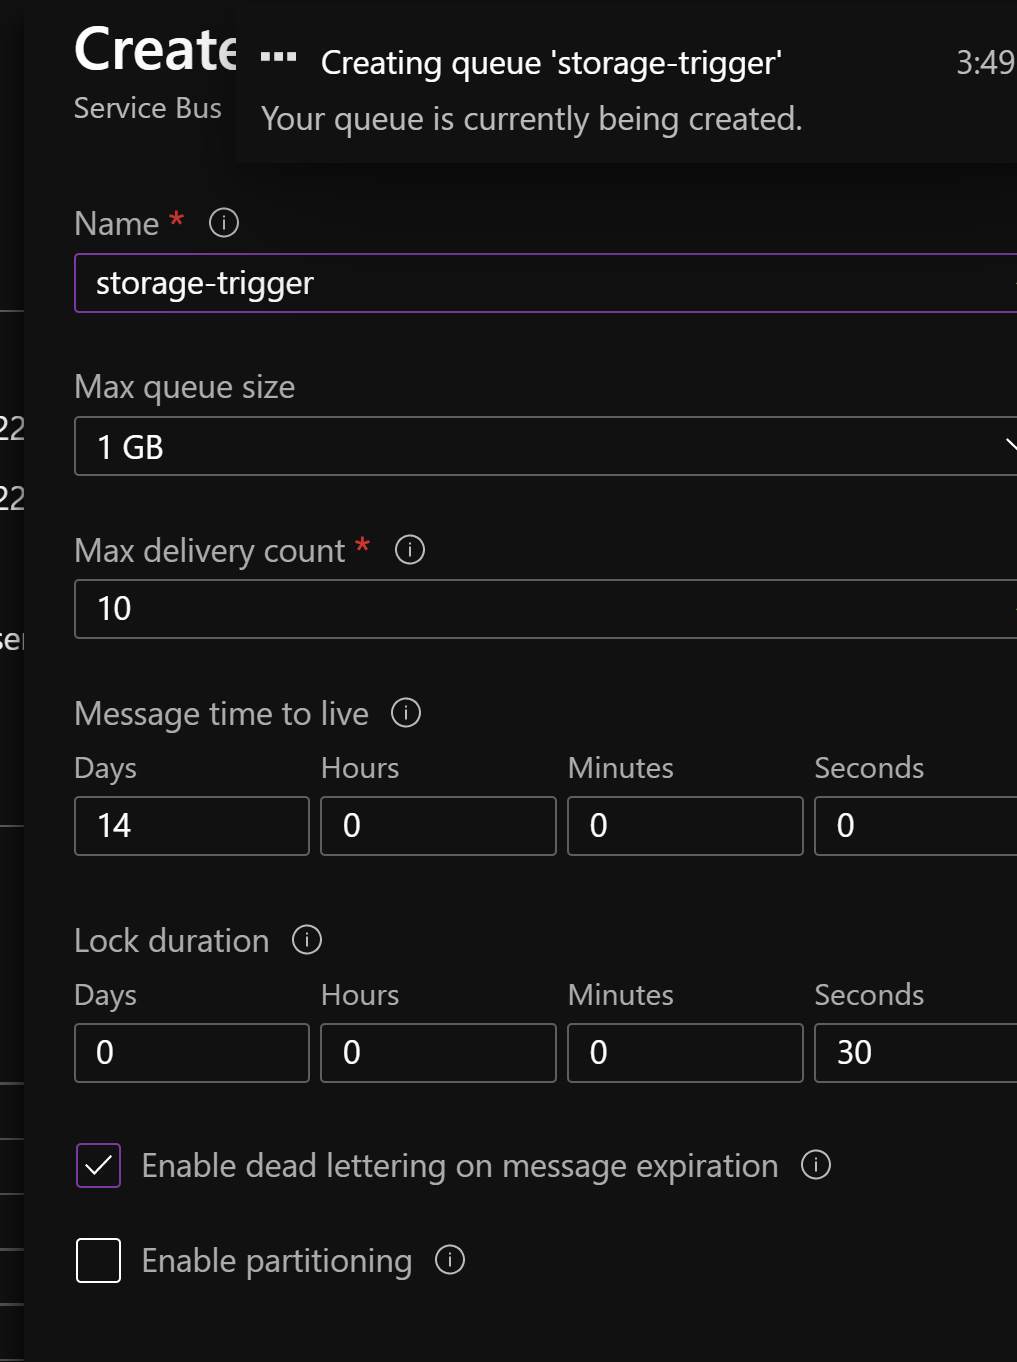 Create
Service Bus
Creating queue 'storage-trigger'
3:49
Your queue is currently being created.
Name *
storage-trigger
Max queue size
1 GB
22
22
Max delivery count *
10
Message time to live
Days Hours Minutes Seconds
14 0 0 0
Lock duration
Days Hours Minutes Seconds
0 0 0 30
Enable dead lettering on message expiration
Enable partitioning